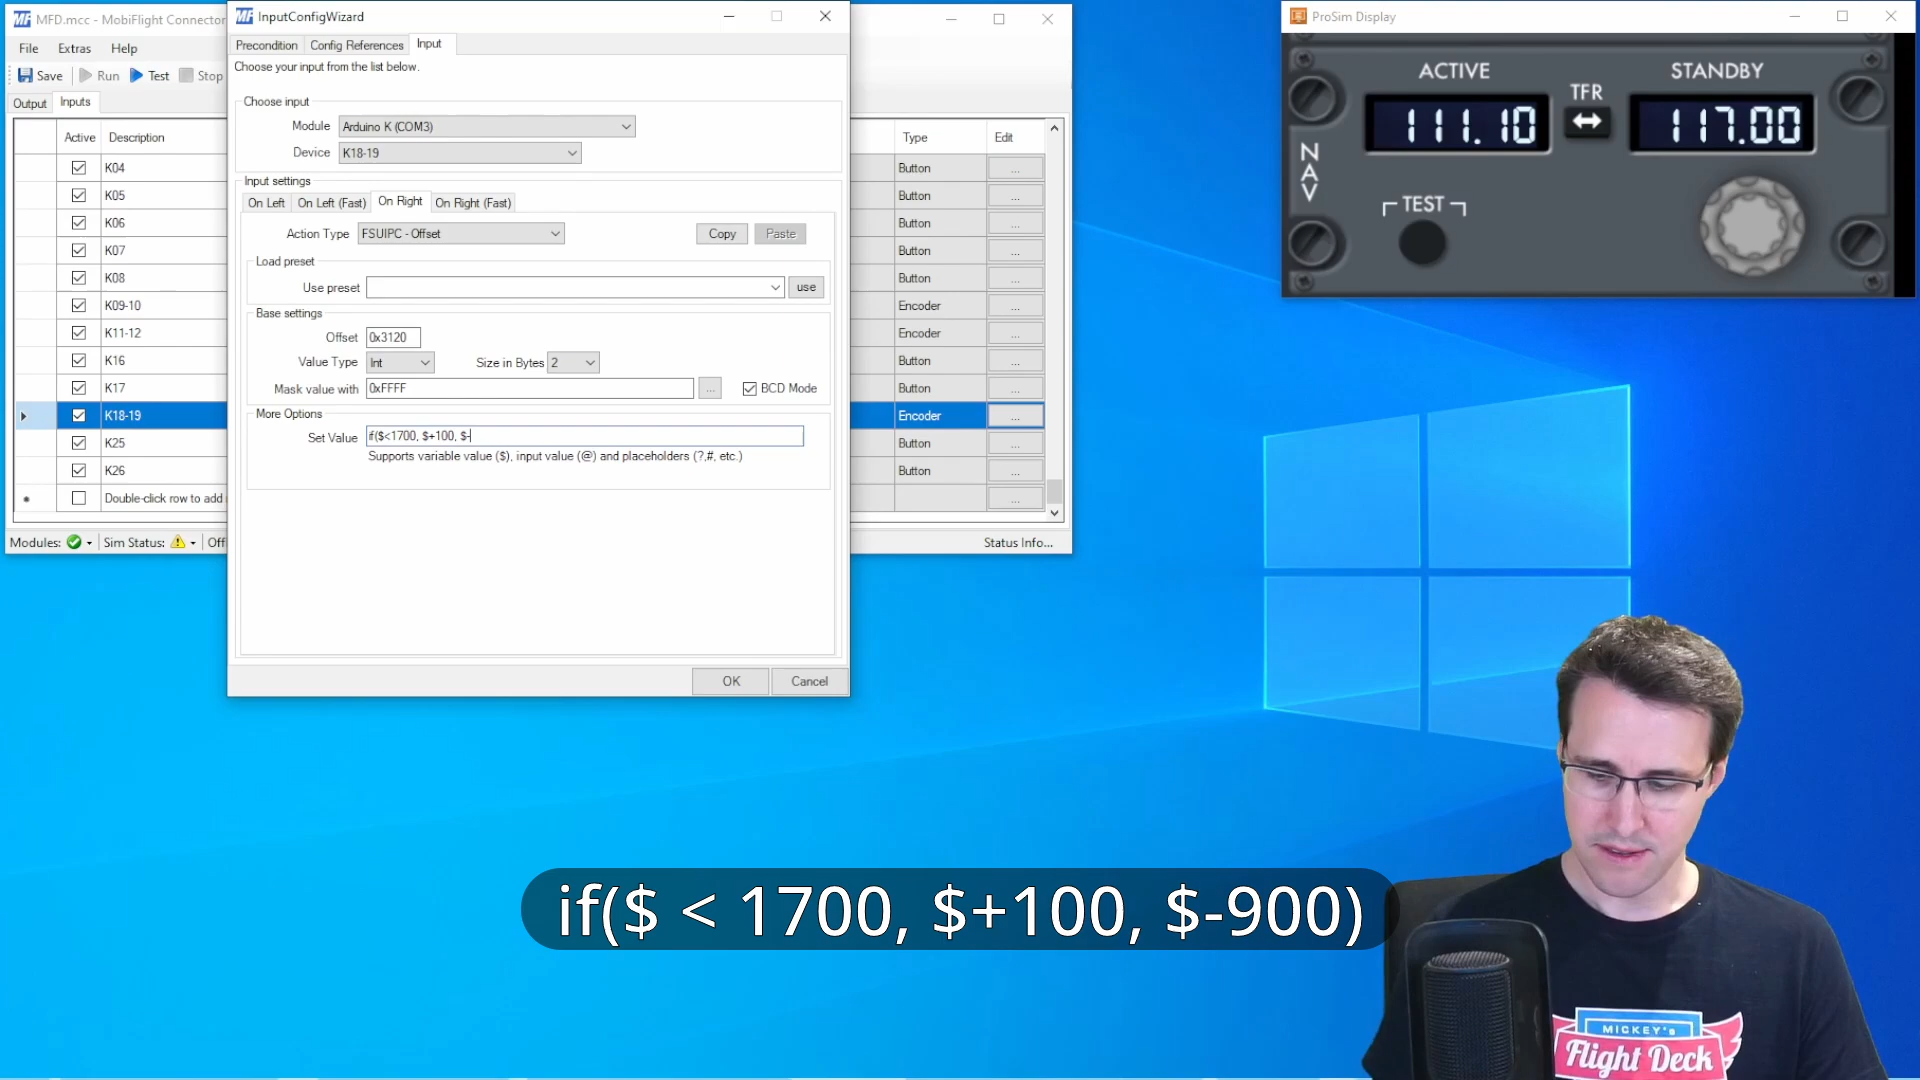 MFD.mcc - MobiFlight Connector
File Extras Help
Save Run Test Stop
Output Inputs
Active Description
K04
K05
K06
K07
K08
K09-10
K11-12
K16
K17
K18-19
K25
K26
Double-click row to add
Modules: Sim Status: Off
InputConfigWizard
Precondition Config References Input
Choose your input from the list below.
Choose input
Module Arduino K (COM3)
Device K18-19
Input settings
On Left On Left (Fast) On Right On Right (Fast)
Action Type FSUIPC - Offset Copy Paste
Load preset
Use preset use
Base settings
Offset 0x3120
Value Type Int Size in Bytes 2
Mask value with 0xFFFF ... BCD Mode
More Options
Set Value if($<1700, $+100, $-
Supports variable value ($), input value (@) and placeholders (?,#, etc.)
OK Cancel
Type Edit
Button ...
Button ...
Button ...
Button ...
Button ...
Encoder ...
Encoder ...
Button ...
Button ...
Encoder ...
Button ...
Button ...
...
Status Info...
ProSim Display
ACTIVE STANDBY
TFR
111.10 117.00
NAV
TEST
if($ < 1700, $+100, $-900)
MICKEY's
Flight Deck